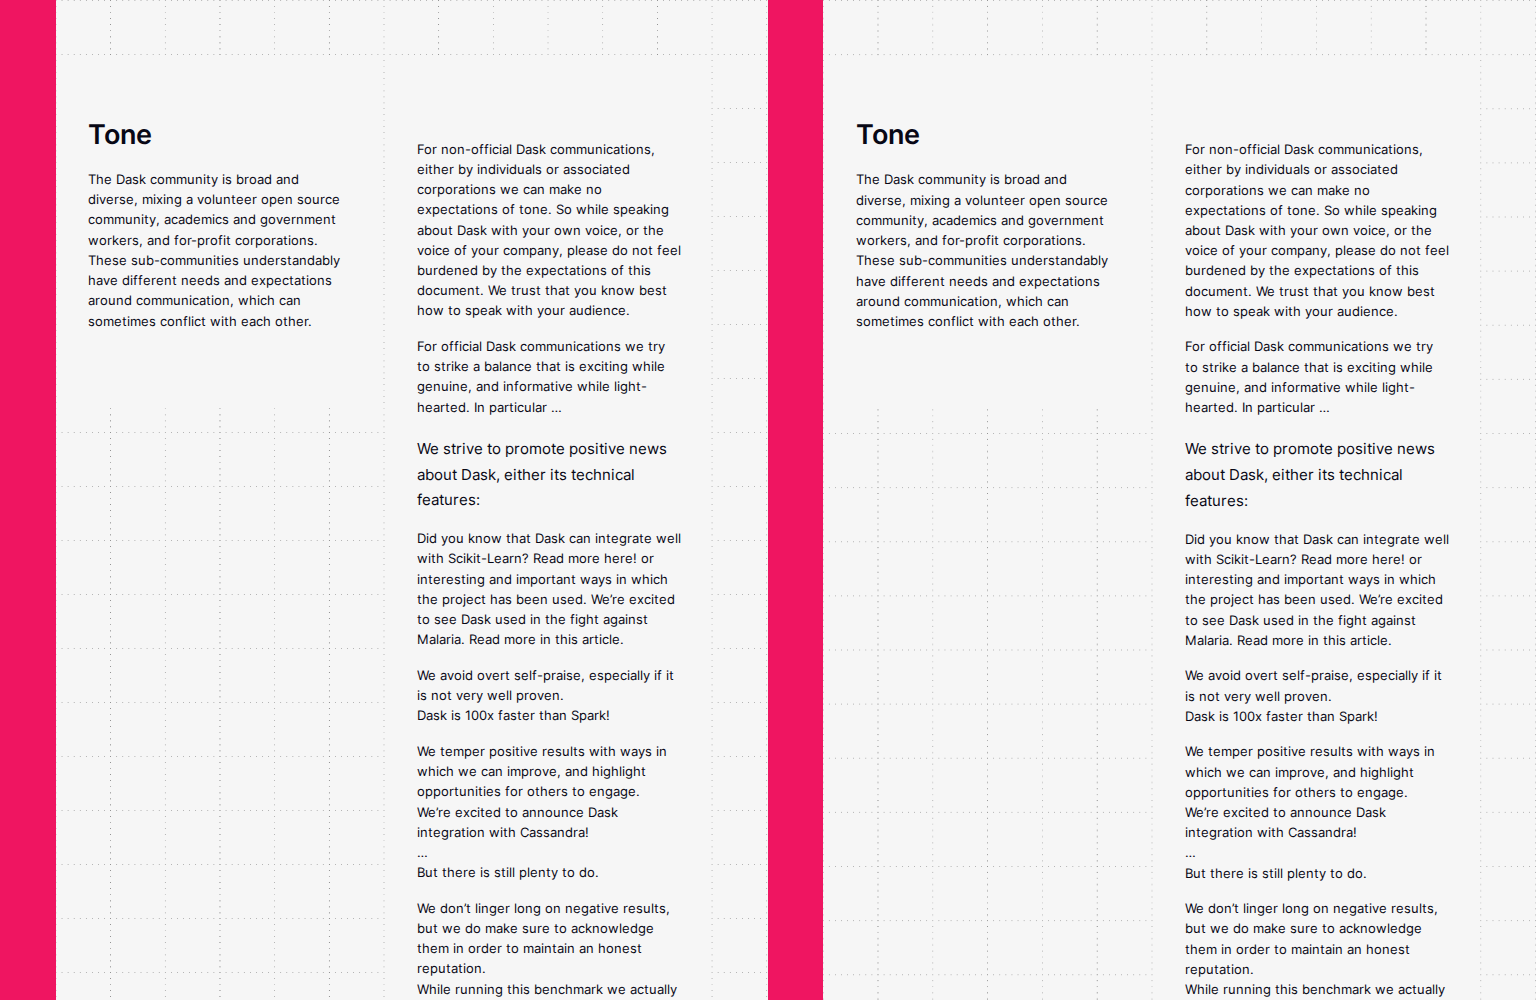 Tone
The Dask community is broad and
diverse, mixing a volunteer open source
community, academics and government
workers, and for-profit corporations.
These sub-communities understandably
have different needs and expectations
around communication, which can
sometimes conflict with each other.
For non-official Dask communications,
either by individuals or associated
corporations we can make no
expectations of tone. So while speaking
about Dask with your own voice, or the
voice of your company, please do not feel
burdened by the expectations of this
document. We trust that you know best
how to speak with your audience.
For official Dask communications we try
to strike a balance that is exciting while
genuine, and informative while light-
hearted. In particular ...
We strive to promote positive news
about Dask, either its technical
features:
Did you know that Dask can integrate well
with Scikit-Learn? Read more here! or
interesting and important ways in which
the project has been used. We’re excited
to see Dask used in the fight against
Malaria. Read more in this article.
We avoid overt self-praise, especially if it
is not very well proven.
Dask is 100x faster than Spark!
We temper positive results with ways in
which we can improve, and highlight
opportunities for others to engage.
We’re excited to announce Dask
integration with Cassandra!
...
But there is still plenty to do.
We don’t linger long on negative results,
but we do make sure to acknowledge
them in order to maintain an honest
reputation.
While running this benchmark we actually
Tone
The Dask community is broad and
diverse, mixing a volunteer open source
community, academics and government
workers, and for-profit corporations.
These sub-communities understandably
have different needs and expectations
around communication, which can
sometimes conflict with each other.
For non-official Dask communications,
either by individuals or associated
corporations we can make no
expectations of tone. So while speaking
about Dask with your own voice, or the
voice of your company, please do not feel
burdened by the expectations of this
document. We trust that you know best
how to speak with your audience.
For official Dask communications we try
to strike a balance that is exciting while
genuine, and informative while light-
hearted. In particular ...
We strive to promote positive news
about Dask, either its technical
features:
Did you know that Dask can integrate well
with Scikit-Learn? Read more here! or
interesting and important ways in which
the project has been used. We’re excited
to see Dask used in the fight against
Malaria. Read more in this article.
We avoid overt self-praise, especially if it
is not very well proven.
Dask is 100x faster than Spark!
We temper positive results with ways in
which we can improve, and highlight
opportunities for others to engage.
We’re excited to announce Dask
integration with Cassandra!
...
But there is still plenty to do.
We don’t linger long on negative results,
but we do make sure to acknowledge
them in order to maintain an honest
reputation.
While running this benchmark we actually